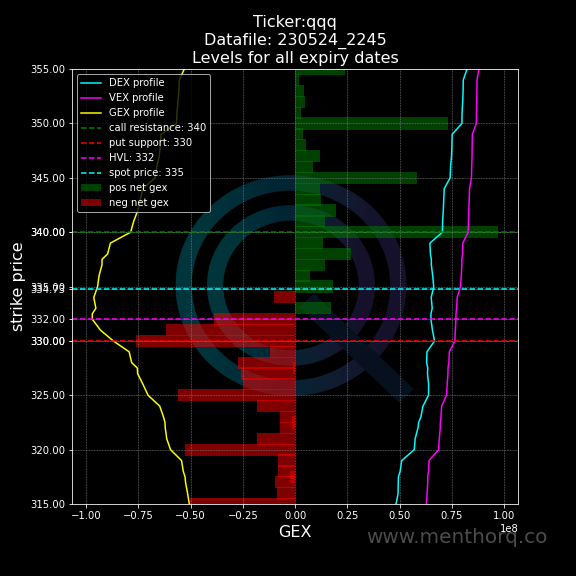 Ticker:qqq
Datafile: 230524_2245
Levels for all expiry dates
355.00
350.00
345.00
340.00
334.75
332.00
330.00
325.00
320.00
315.00
strike price
DEX profile
VEX profile
GEX profile
call resistance: 340
put support: 330
HVL: 332
spot price: 335
pos net gex
neg net gex
−1.00 −0.75 −0.50 −0.25 0.00 0.25 0.50 0.75 1.00
1e8
GEX
www.menthorq.co